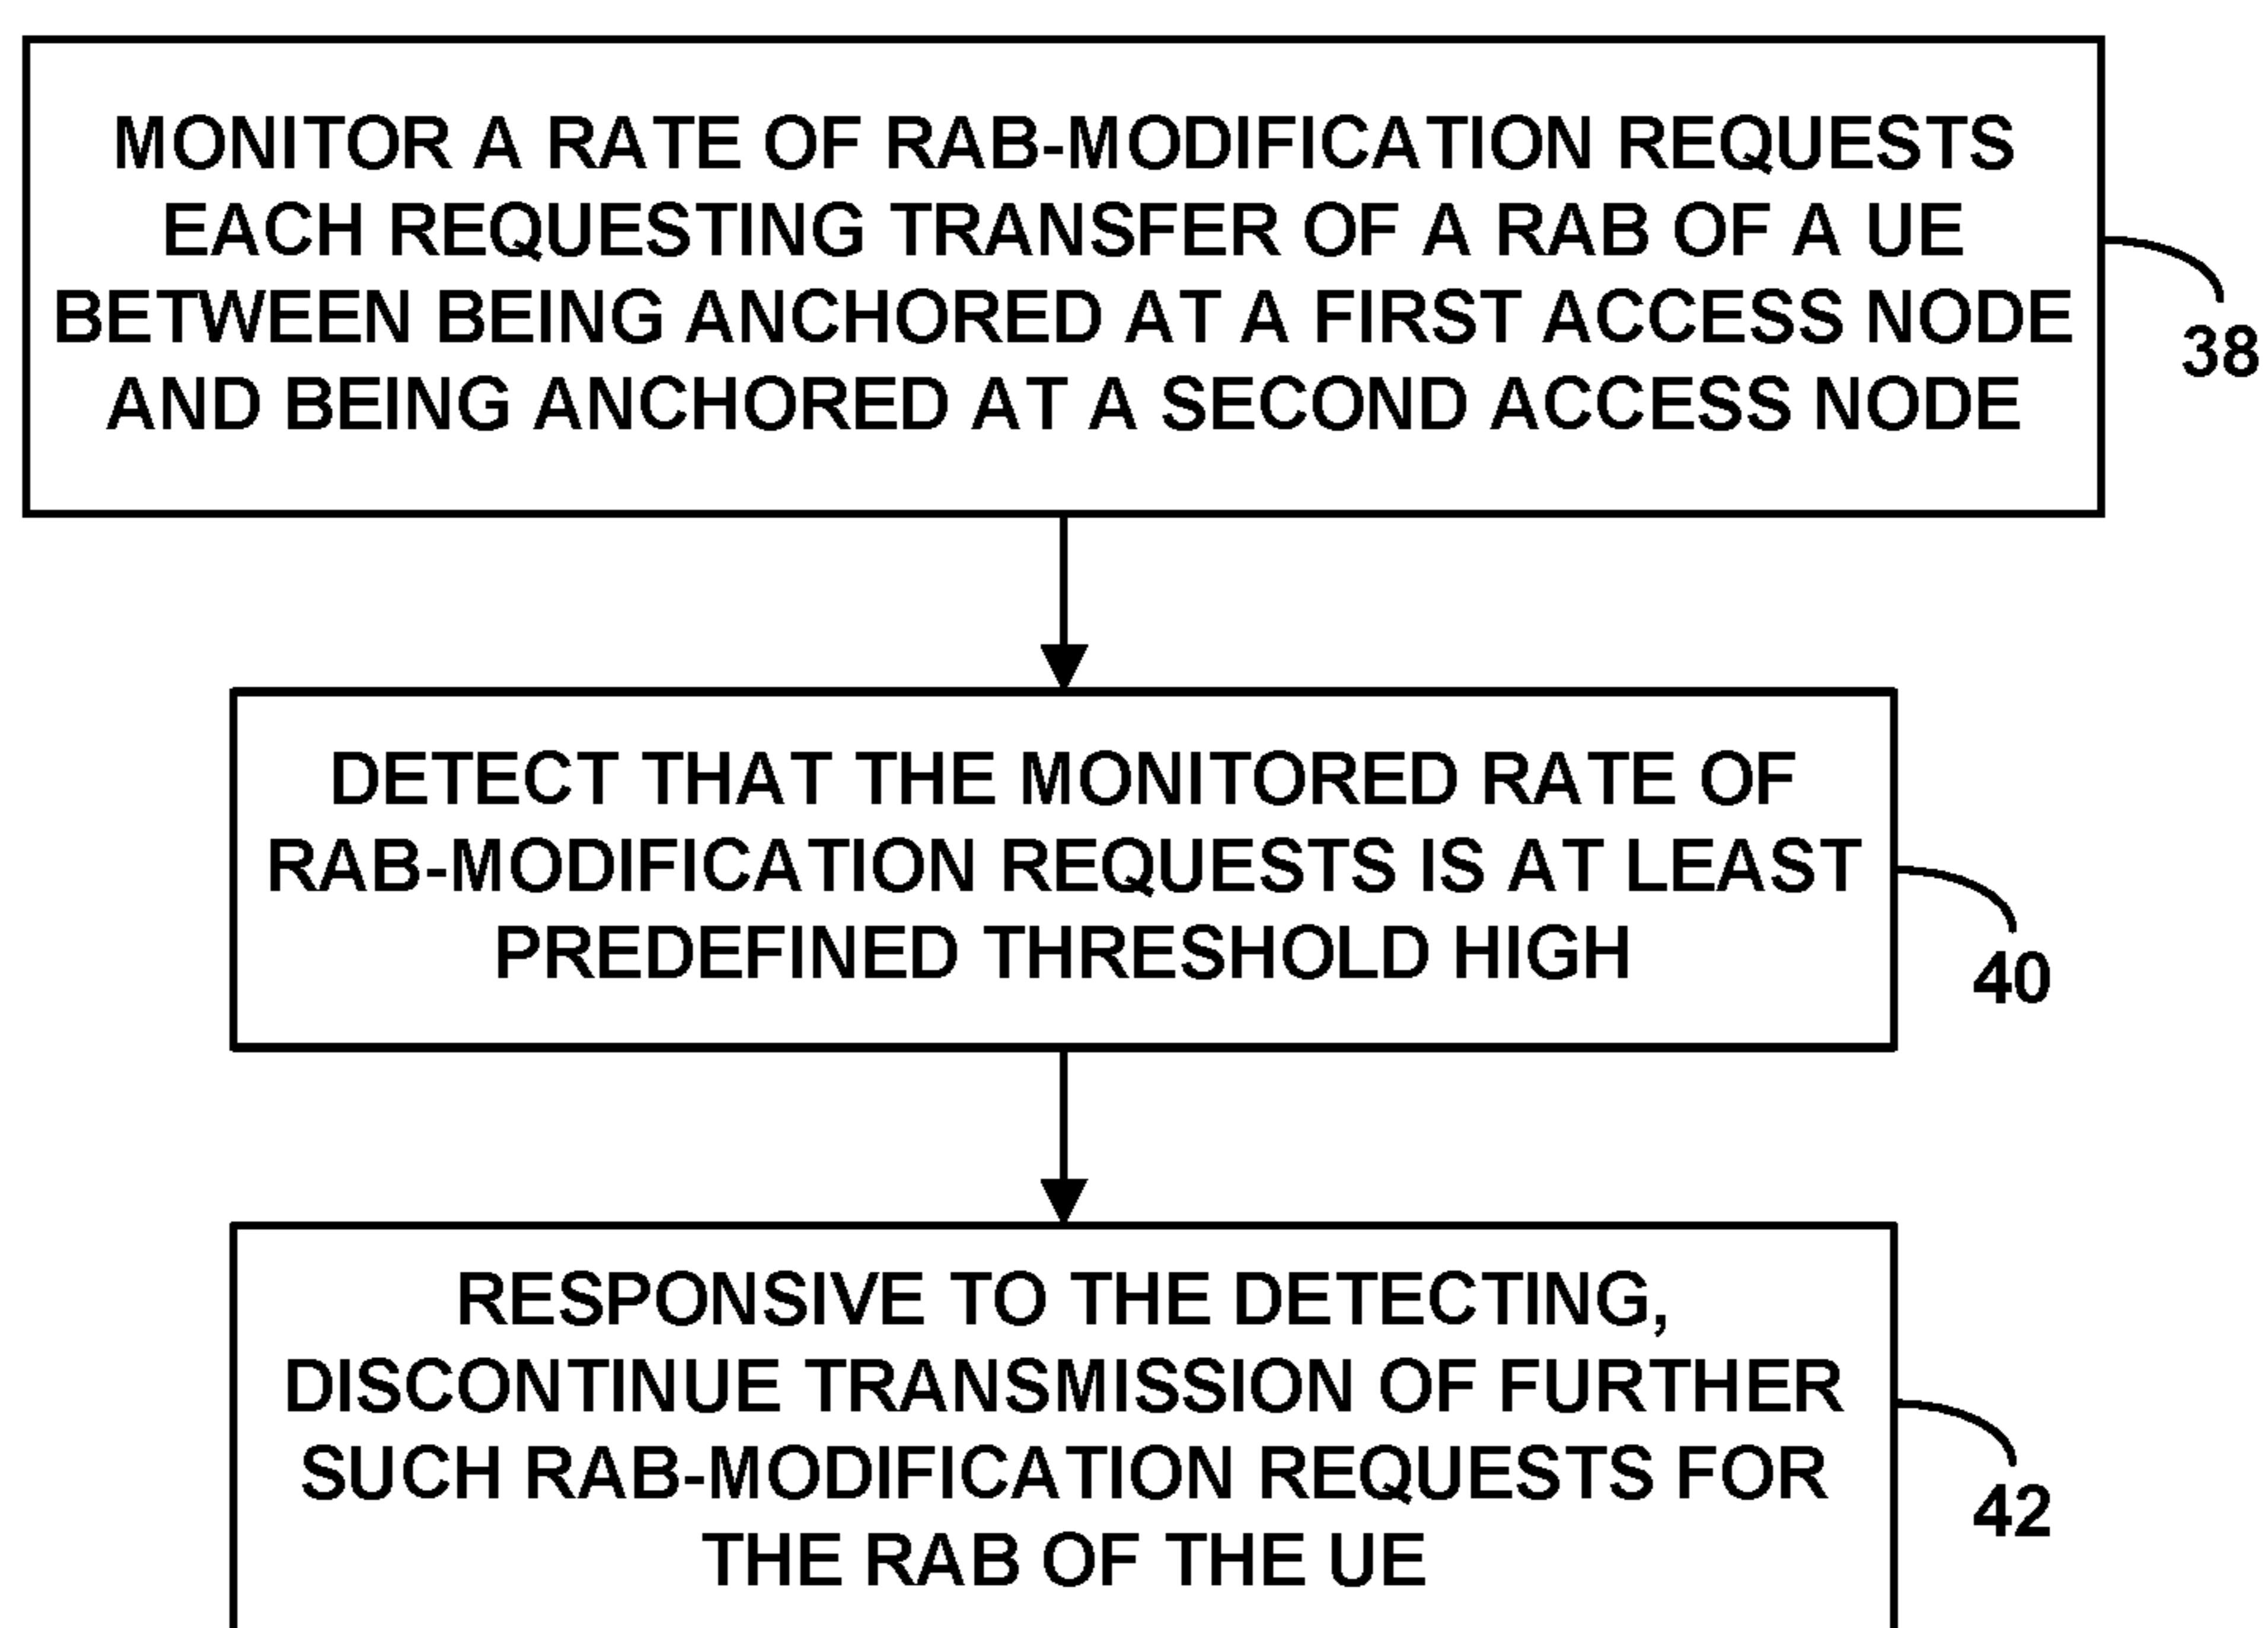 MONITOR A RATE OF RAB-MODIFICATION REQUESTS
EACH REQUESTING TRANSFER OF A RAB OF A UE
BETWEEN BEING ANCHORED AT A FIRST ACCESS NODE
AND BEING ANCHORED AT A SECOND ACCESS NODE
38
DETECT THAT THE MONITORED RATE OF
RAB-MODIFICATION REQUESTS IS AT LEAST
PREDEFINED THRESHOLD HIGH
40
RESPONSIVE TO THE DETECTING,
DISCONTINUE TRANSMISSION OF FURTHER
SUCH RAB-MODIFICATION REQUESTS FOR
THE RAB OF THE UE
42